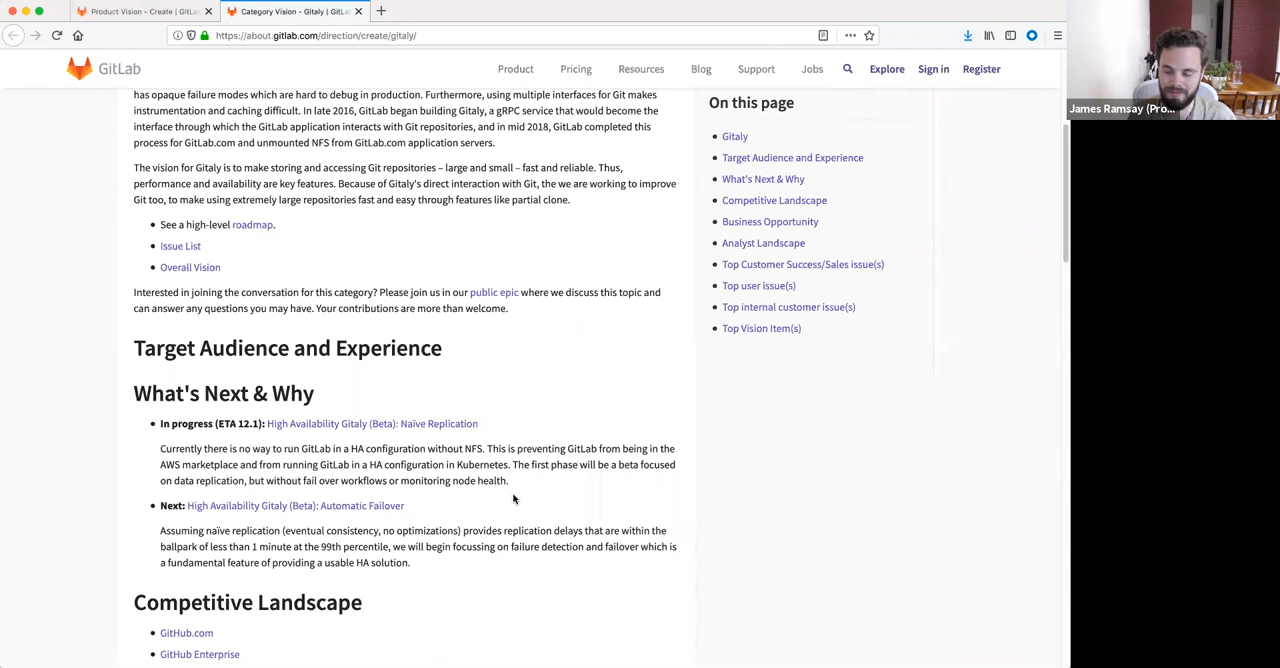 Product Vision - Create | GitLa
Category Vision - Gitaly | GitLa
https://about.gitlab.com/direction/create/gitaly/
GitLab
Product
Pricing
Resources
Blog
Support
Jobs
Explore
Sign in
Register
James Ramsay (Pro...
has opaque failure modes which are hard to debug in production. Furthermore, using multiple interfaces for Git makes
instrumentation and caching difficult. In late 2016, GitLab began building Gitaly, a gRPC service that would become the
interface through which the GitLab application interacts with Git repositories, and in mid 2018, GitLab completed this
process for GitLab.com and unmounted NFS from GitLab.com application servers.
The vision for Gitaly is to make storing and accessing Git repositories – large and small – fast and reliable. Thus,
performance and availability are key features. Because of Gitaly's direct interaction with Git, the we are working to improve
Git too, to make using extremely large repositories fast and easy through features like partial clone.
See a high-level roadmap.
Issue List
Overall Vision
Interested in joining the conversation for this category? Please join us in our public epic where we discuss this topic and
can answer any questions you may have. Your contributions are more than welcome.
Target Audience and Experience
What's Next & Why
In progress (ETA 12.1): High Availability Gitaly (Beta): Naïve Replication
Currently there is no way to run GitLab in a HA configuration without NFS. This is preventing GitLab from being in the
AWS marketplace and from running GitLab in a HA configuration in Kubernetes. The first phase will be a beta focused
on data replication, but without fail over workflows or monitoring node health.
Next: High Availability Gitaly (Beta): Automatic Failover
Assuming naïve replication (eventual consistency, no optimizations) provides replication delays that are within the
ballpark of less than 1 minute at the 99th percentile, we will begin focussing on failure detection and failover which is
a fundamental feature of providing a usable HA solution.
Competitive Landscape
GitHub.com
GitHub Enterprise
On this page
Gitaly
Target Audience and Experience
What's Next & Why
Competitive Landscape
Business Opportunity
Analyst Landscape
Top Customer Success/Sales issue(s)
Top user issue(s)
Top internal customer issue(s)
Top Vision Item(s)